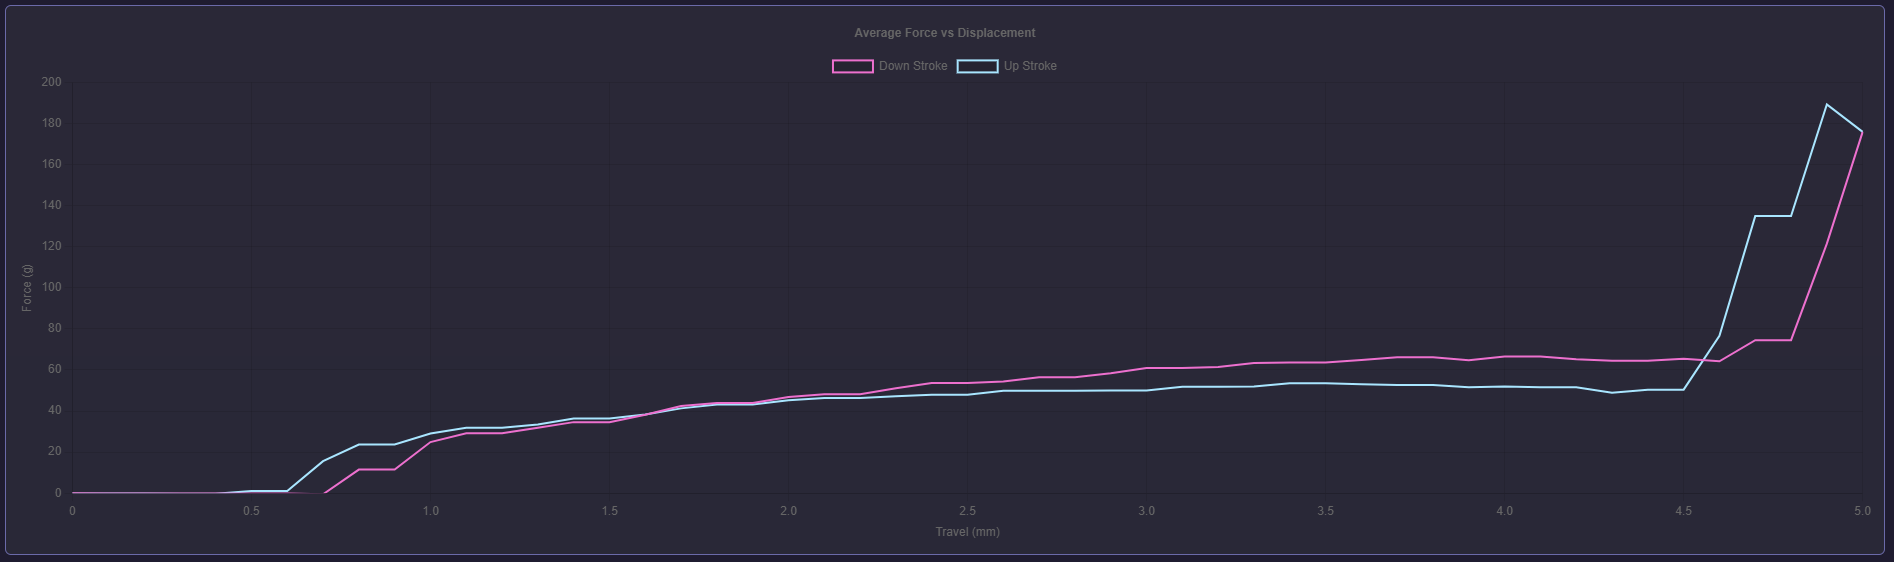 Average Force vs Displacement
Down Stroke Up Stroke
200
180
160
140
120
100
80
60
40
20
0
Force (g)
0 0.5 1.0 1.5 2.0 2.5 3.0 3.5 4.0 4.5 5.0
Travel (mm)